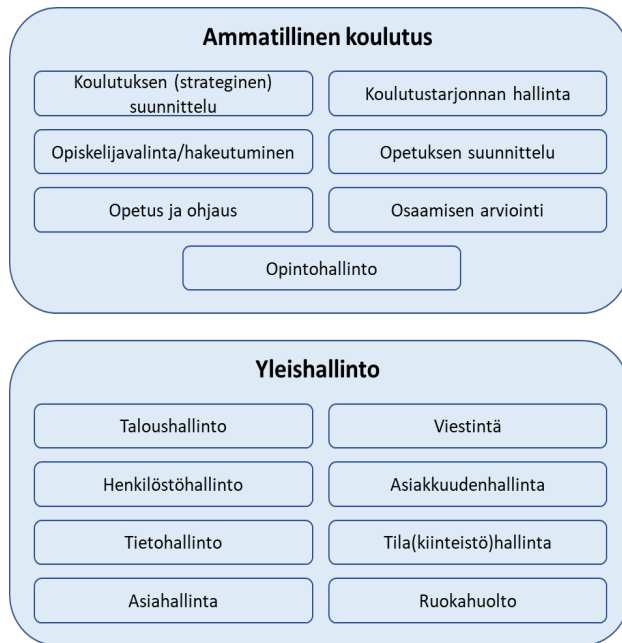 Ammatillinen koulutus
Koulutuksen (strateginen)
suunnittelu
Koulutustarjonnan hallinta
Opiskelijavalinta/hakeutuminen
Opetuksen suunnittelu
Opetus ja ohjaus
Osaamisen arviointi
Opintohallinto
Yleishallinto
Taloushallinto
Viestintä
Henkilöstöhallinto
Asiakkuudenhallinta
Tietohallinto
Tila(kiinteistö)hallinta
Asiahallinta
Ruokahuolto